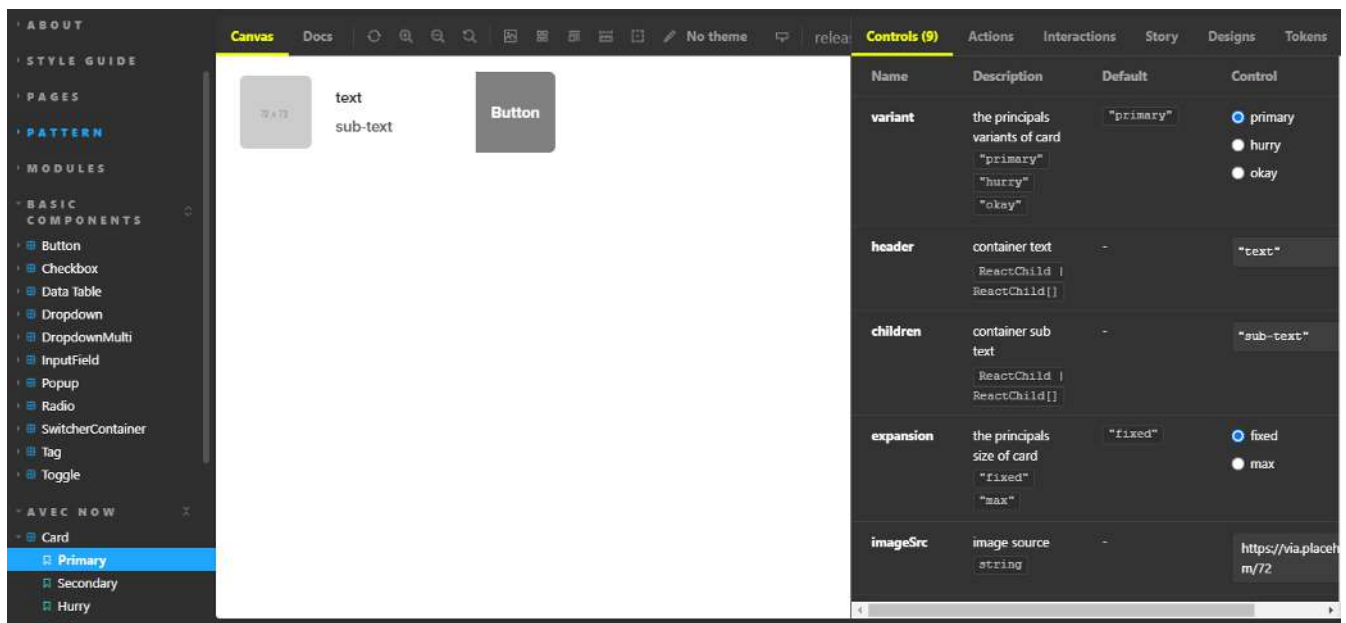 ABOUT
STYLE GUIDE
PAGES
PATTERN
MODULES
BASIC
COMPONENTS
Button
Checkbox
Data Table
Dropdown
DropdownMulti
InputField
Popup
Radio
SwitcherContainer
Tag
Toggle
AVEC NOW
Card
Primary
Secondary
Hurry
Canvas
Docs
No theme
relea
text
sub-text
Button
Controls (9)
Actions
Interactions
Story
Designs
Tokens
Name Description Default Control
variant
the principals
variants of card
"primary"
"hurry"
"okay"
"primary"
primary
hurry
okay
header
container text
ReactChild |
ReactChild[]
-
"text"
children
container sub
text
ReactChild |
ReactChild[]
-
"sub-text"
expansion
the principals
size of card
"fixed"
"max"
"fixed"
fixed
max
imageSrc
image source
string
-
https://via.placeh
m/72